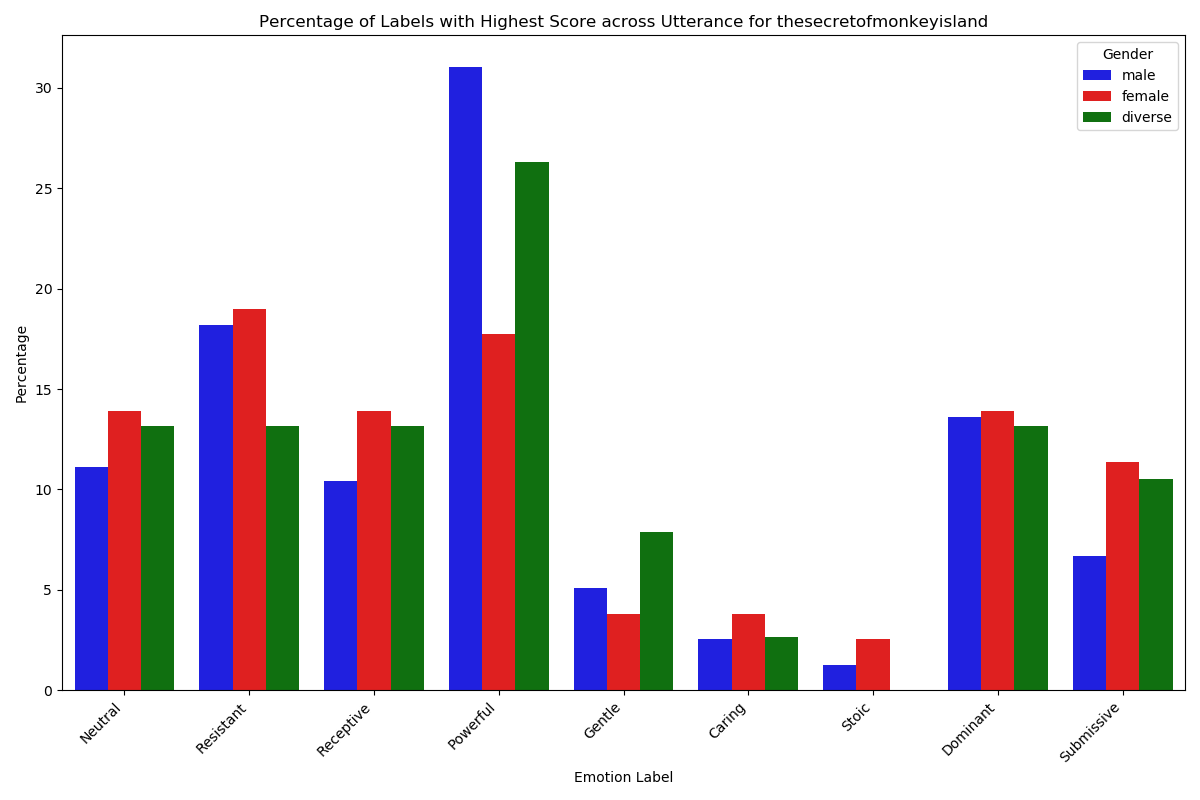 Percentage of Labels with Highest Score across Utterance for thesecretofmonkeyisland
Gender
male
female
diverse
Percentage
30
25
20
15
10
5
0
Neutral
Resistant
Receptive
Powerful
Gentle
Caring
Stoic
Dominant
Submissive
Emotion Label